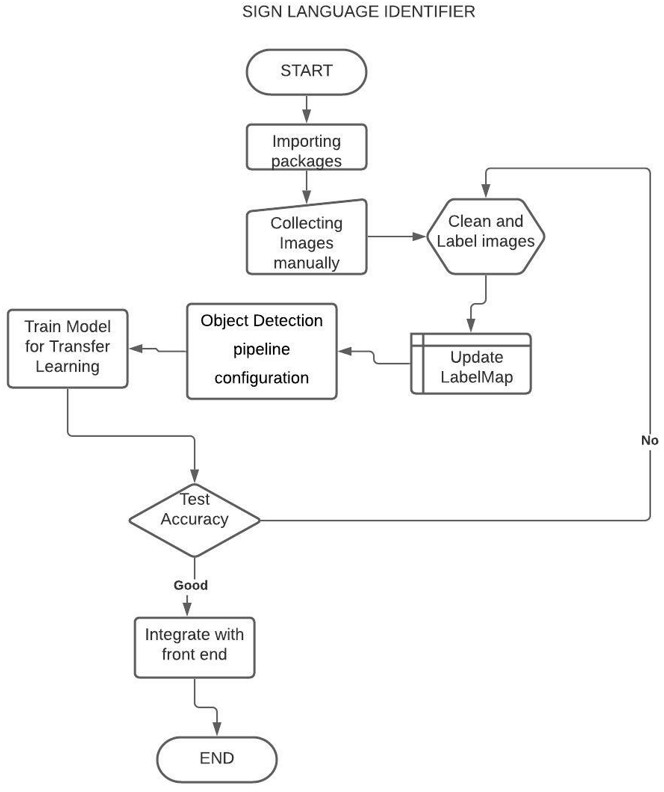 SIGN LANGUAGE IDENTIFIER
START
Importing
packages
Collecting
Images
manually
Clean and
Label images
Update
LabelMap
Object Detection
pipeline
configuration
Train Model
for Transfer
Learning
No
Test
Accuracy
Good
Integrate with
front end
END